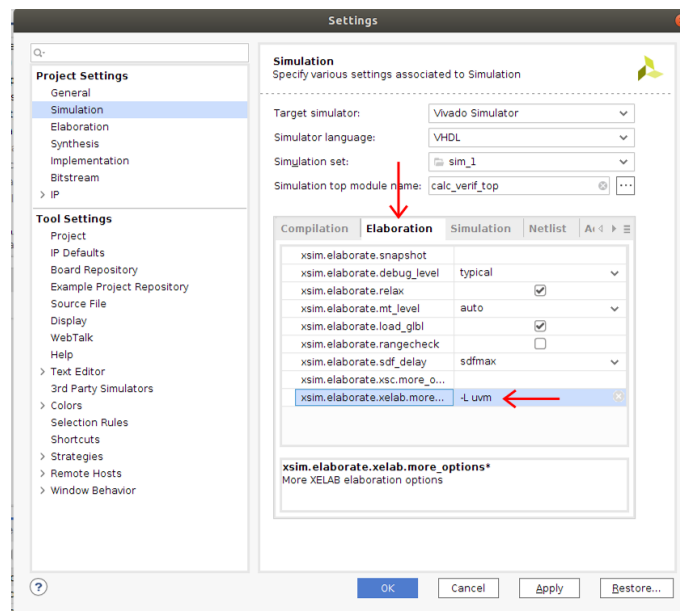 Settings
Project Settings
General
Simulation
Elaboration
Synthesis
Implementation
Bitstream
> IP
Tool Settings
Project
IP Defaults
Board Repository
Example Project Repository
Source File
Display
WebTalk
Help
> Text Editor
3rd Party Simulators
> Colors
Selection Rules
Shortcuts
> Strategies
> Remote Hosts
> Window Behavior
Simulation
Specify various settings associated to Simulation
Target simulator: Vivado Simulator
Simulator language: VHDL
Simulation set: sim_1
Simulation top module name: calc_verif_top
Compilation Elaboration Simulation Netlist
xsim.elaborate.snapshot
xsim.elaborate.debug_level typical
xsim.elaborate.relax
xsim.elaborate.mt_level auto
xsim.elaborate.load_glbl
xsim.elaborate.rangecheck
xsim.elaborate.sdf_delay sdfmax
xsim.elaborate.xsc.more_o...
xsim.elaborate.xelab.more... -L uvm
xsim.elaborate.xelab.more_options*
More XELAB elaboration options
? OK Cancel Apply Restore...